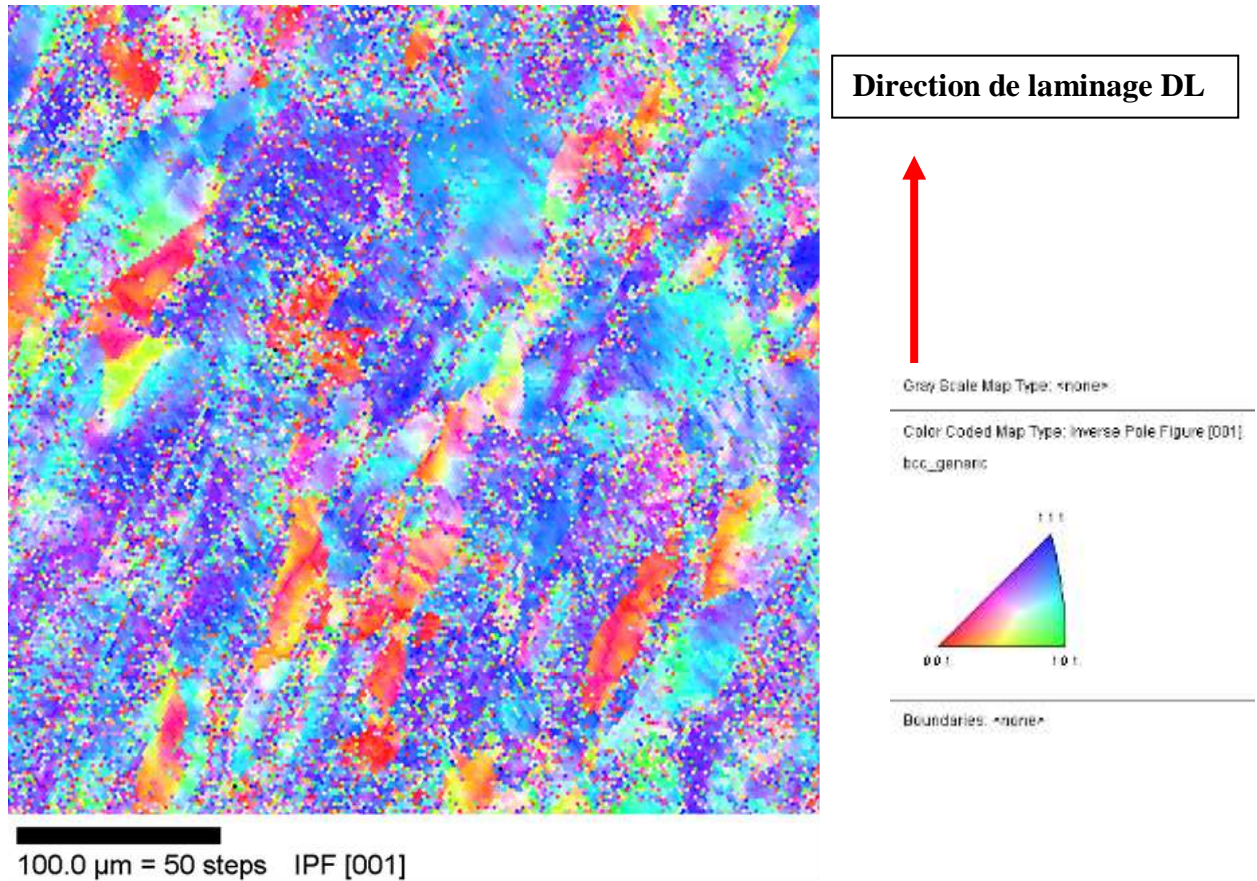 Direction de laminage DL
Gray Scale Map Type: <none>
Color Coded Map Type: Inverse Pole Figure [001]
bcc_generic
111
001
101
Boundaries: <none>
100.0 µm = 50 steps IPF [001]